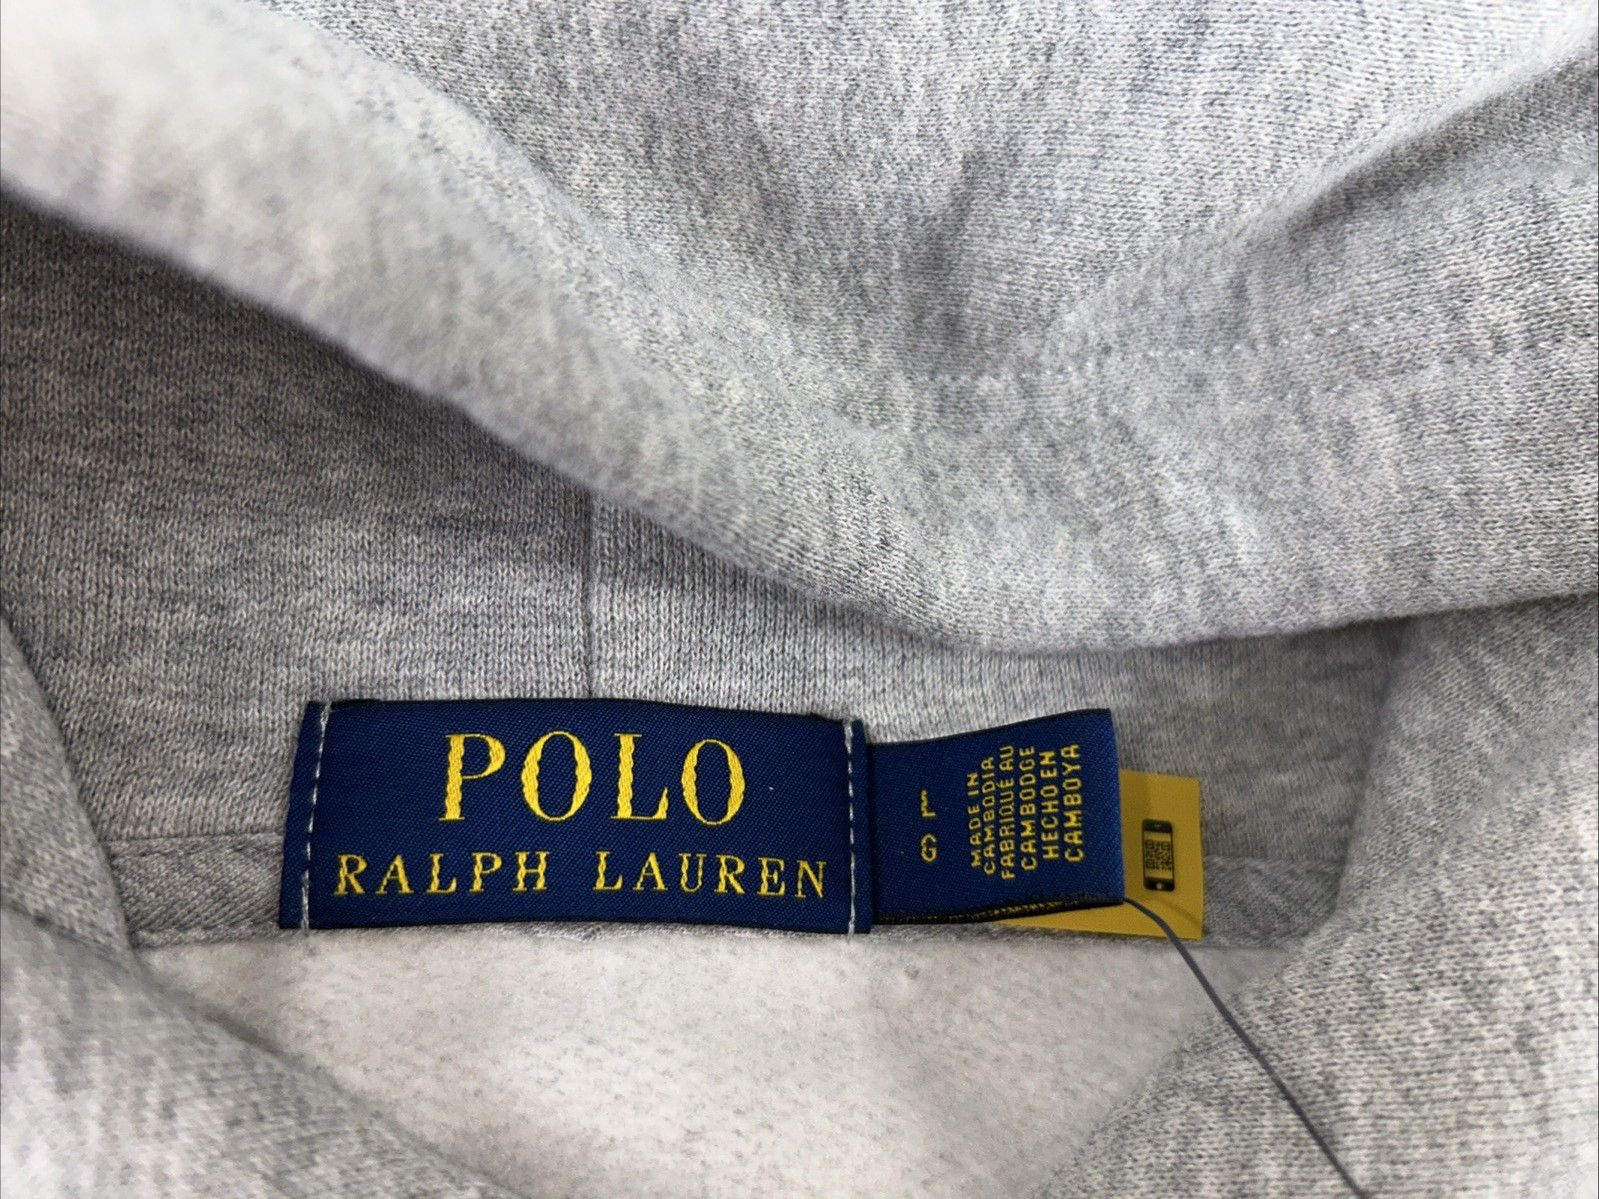 POLO
RALPH LAUREN
L
G
MADE IN
CAMBODIA
FABRIQUÉ AU
CAMBODGE
HECHO EN
CAMBOYA